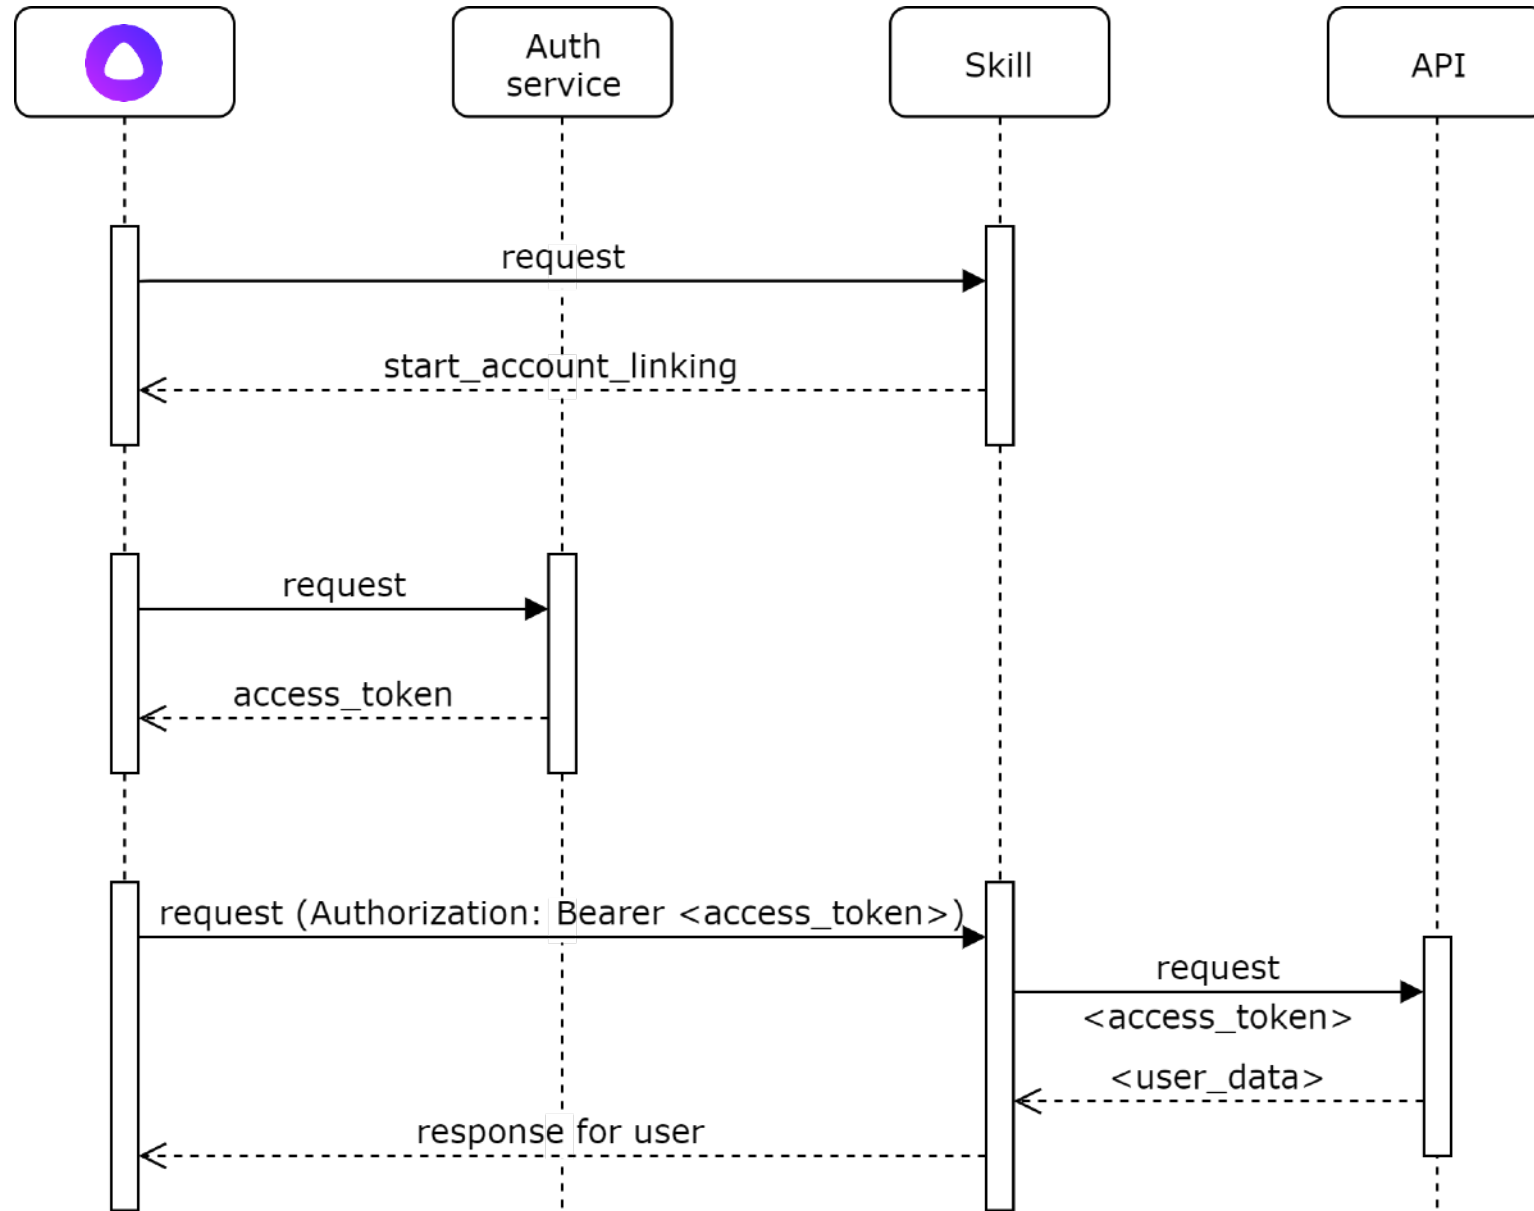 Auth
service
Skill
API
request
start_account_linking
request
access_token
request (Authorization: Bearer <access_token>)
request
<access_token>
<user_data>
response for user